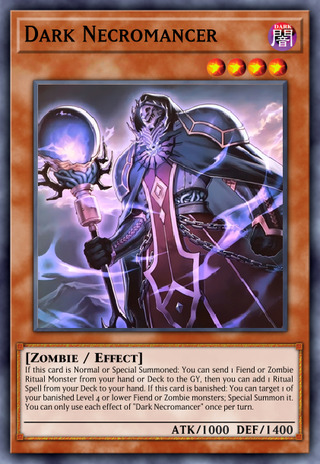 Dark Necromancer
DARK
闇
[Zombie / Effect]
If this card is Normal or Special Summoned: You can send 1 Fiend or Zombie
Ritual Monster from your hand or Deck to the GY, then you can add 1 Ritual
Spell from your Deck to your hand. If this card is banished: You can target 1 of
your banished Level 4 or lower Fiend or Zombie monsters; Special Summon it.
You can only use each effect of "Dark Necromancer" once per turn.
ATK/1000 DEF/1400